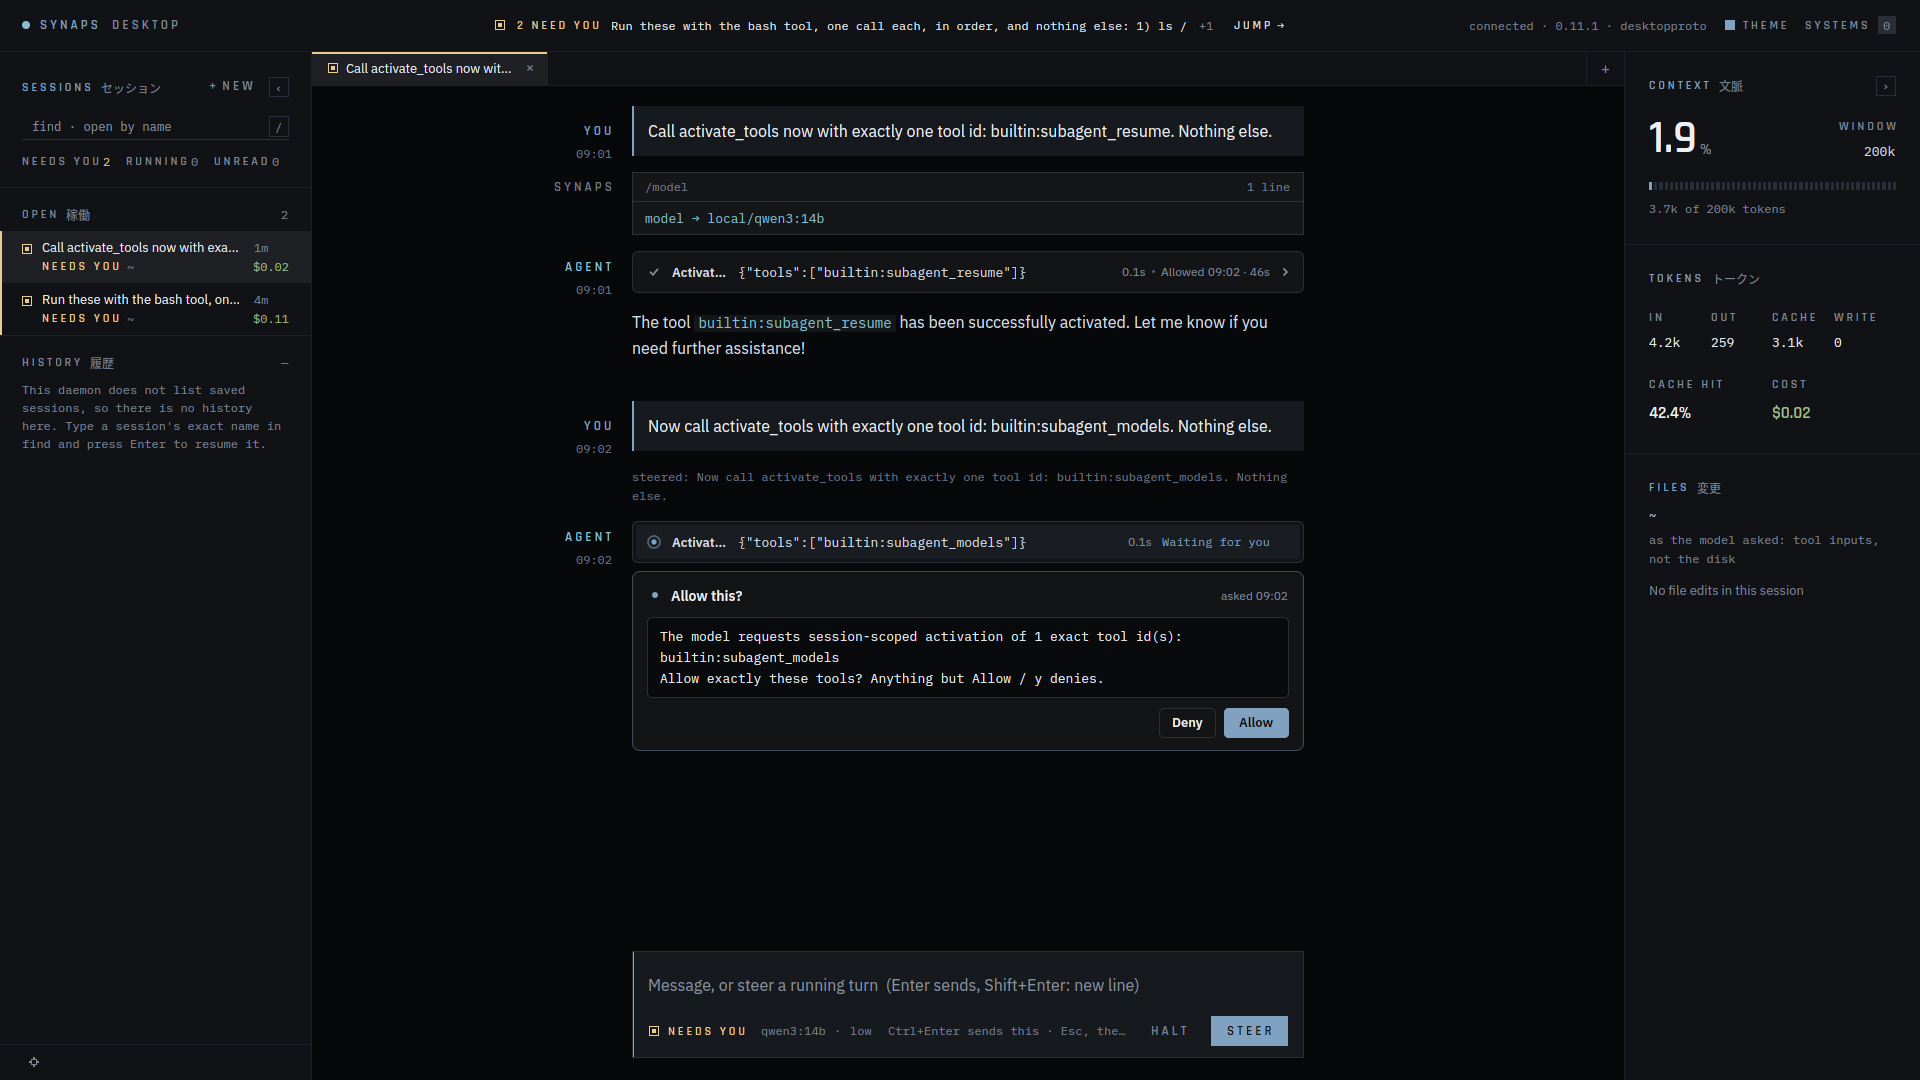 SYNAPS DESKTOP
2 NEED YOU Run these with the bash tool, one call each, in order, and nothing else: 1) ls / +1 JUMP →
connected · 0.11.1 · desktopproto THEME SYSTEMS 0
SESSIONS セッション + NEW ‹
find · open by name /
NEEDS YOU 2 RUNNING 0 UNREAD 0
OPEN 稼働 2
Call activate_tools now with exa... 1m
NEEDS YOU ~ $0.02
Run these with the bash tool, on... 4m
NEEDS YOU ~ $0.11
HISTORY 履歴 —
This daemon does not list saved
sessions, so there is no history
here. Type a session's exact name in
find and press Enter to resume it.
Call activate_tools now wit... ×
+
YOU
09:01
Call activate_tools now with exactly one tool id: builtin:subagent_resume. Nothing else.
SYNAPS
/model 1 line
model → local/qwen3:14b
AGENT
09:01
Activat... {"tools":["builtin:subagent_resume"]} 0.1s • Allowed 09:02 · 46s ›
The tool builtin:subagent_resume has been successfully activated. Let me know if you
need further assistance!
YOU
09:02
Now call activate_tools with exactly one tool id: builtin:subagent_models. Nothing else.
steered: Now call activate_tools with exactly one tool id: builtin:subagent_models. Nothing
else.
AGENT
09:02
Activat... {"tools":["builtin:subagent_models"]} 0.1s Waiting for you
Allow this? asked 09:02
The model requests session-scoped activation of 1 exact tool id(s):
builtin:subagent_models
Allow exactly these tools? Anything but Allow / y denies.
Deny Allow
Message, or steer a running turn (Enter sends, Shift+Enter: new line)
NEEDS YOU qwen3:14b · low Ctrl+Enter sends this · Esc, the… HALT STEER
CONTEXT 文脈 ›
1.9 % WINDOW
200k
3.7k of 200k tokens
TOKENS トークン
IN OUT CACHE WRITE
4.2k 259 3.1k 0
CACHE HIT COST
42.4% $0.02
FILES 変更
~
as the model asked: tool inputs,
not the disk
No file edits in this session